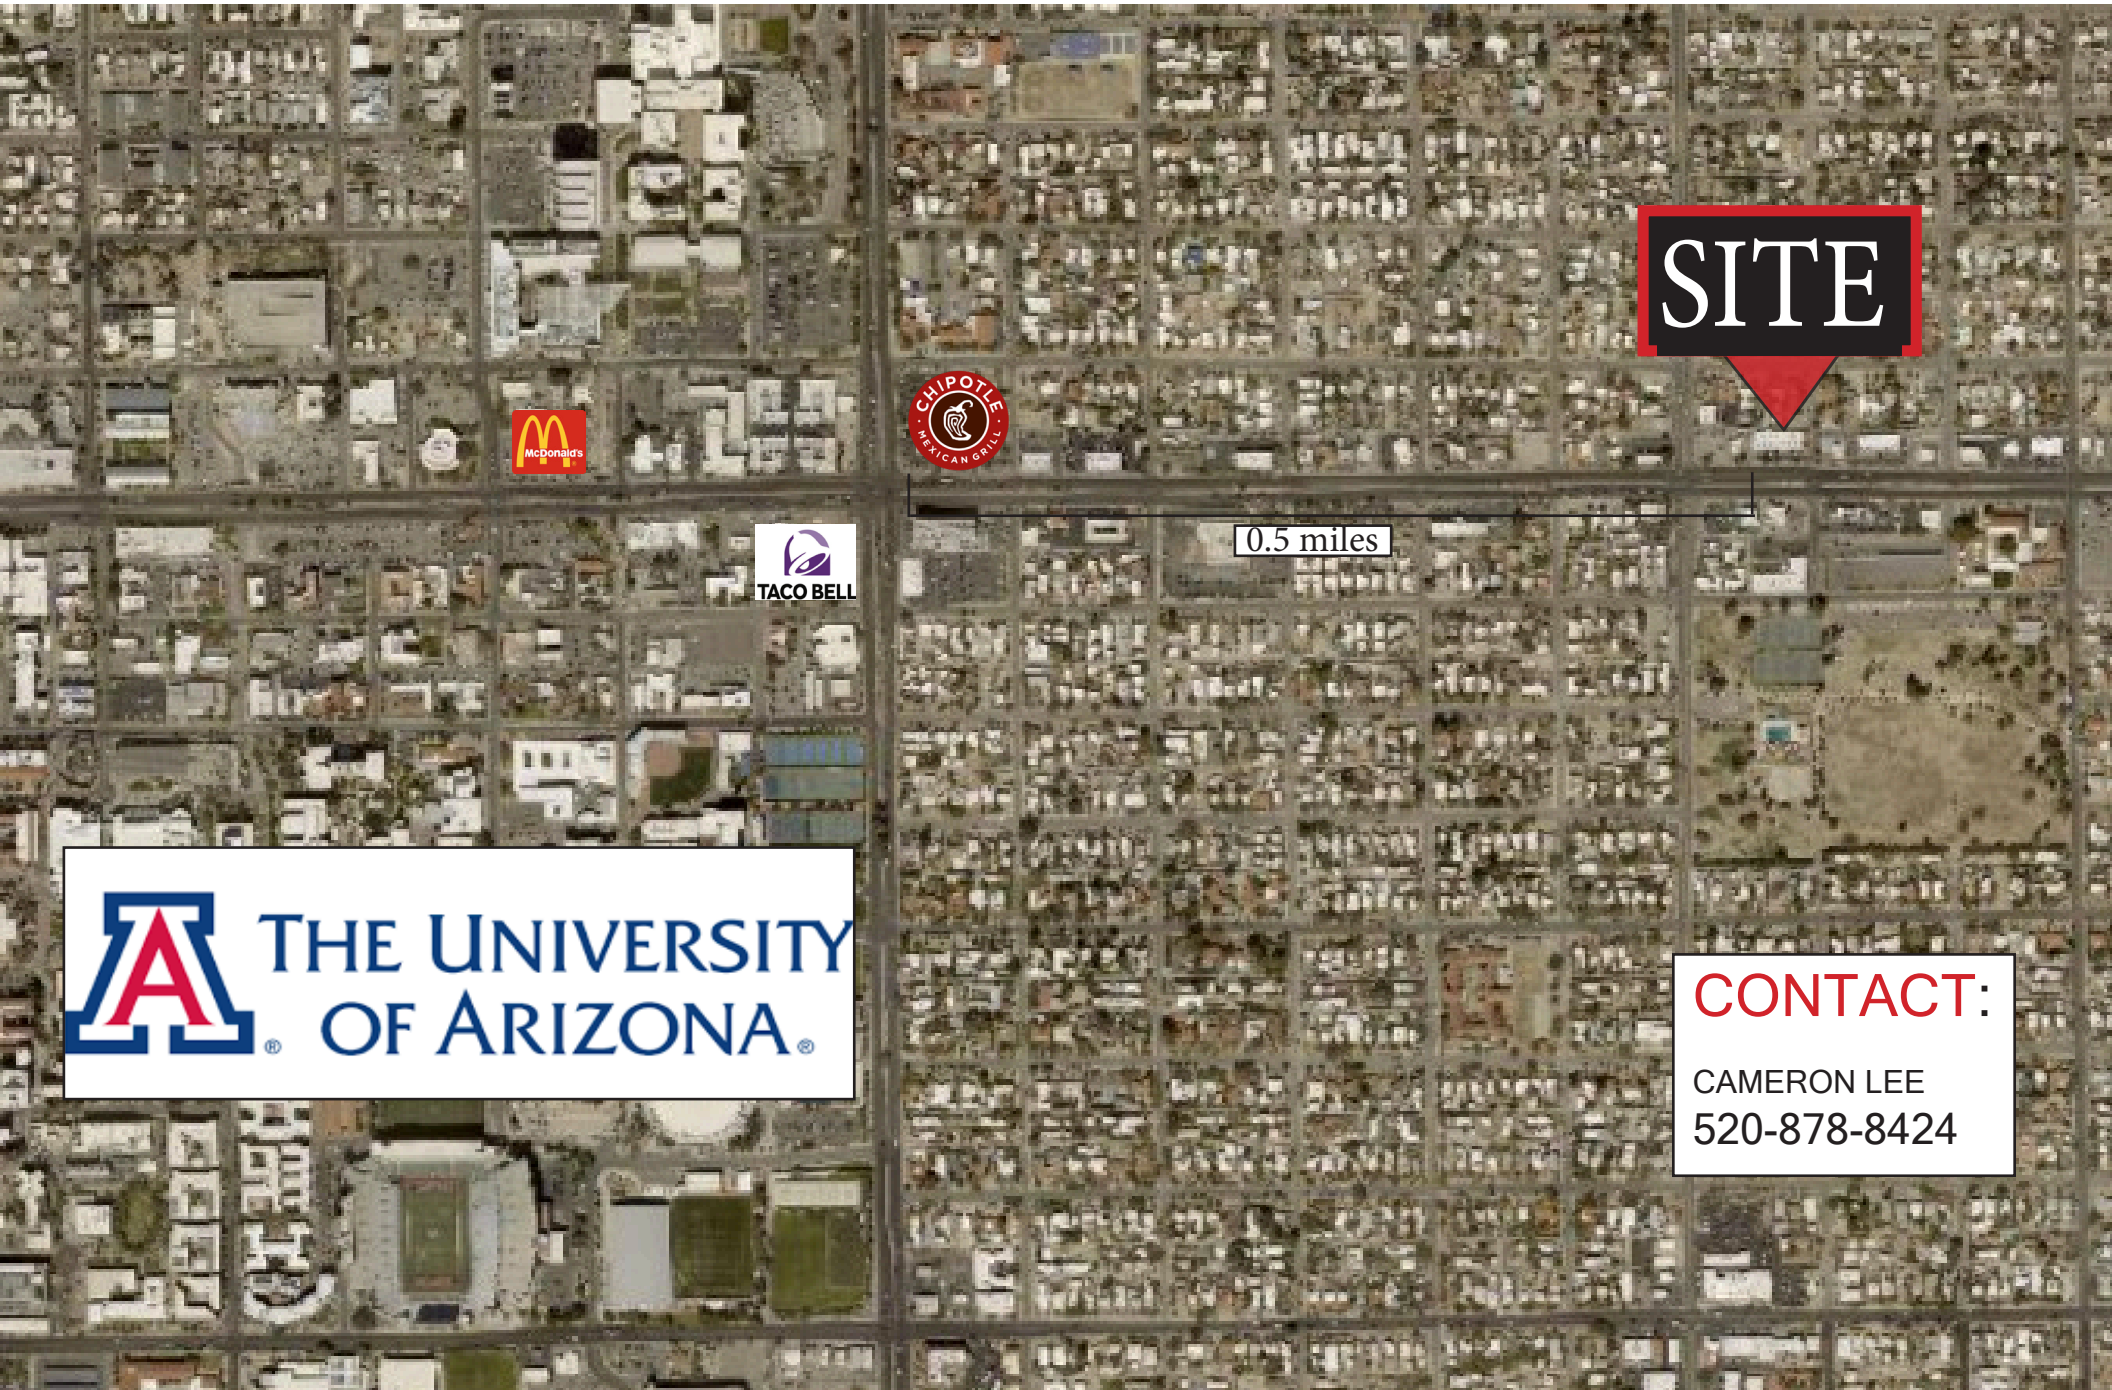 SITE
CHIPOTLE
MEXICAN GRILL
McDonald's
0.5 miles
TACO BELL
A THE UNIVERSITY
® OF ARIZONA®
CONTACT:
CAMERON LEE
520-878-8424